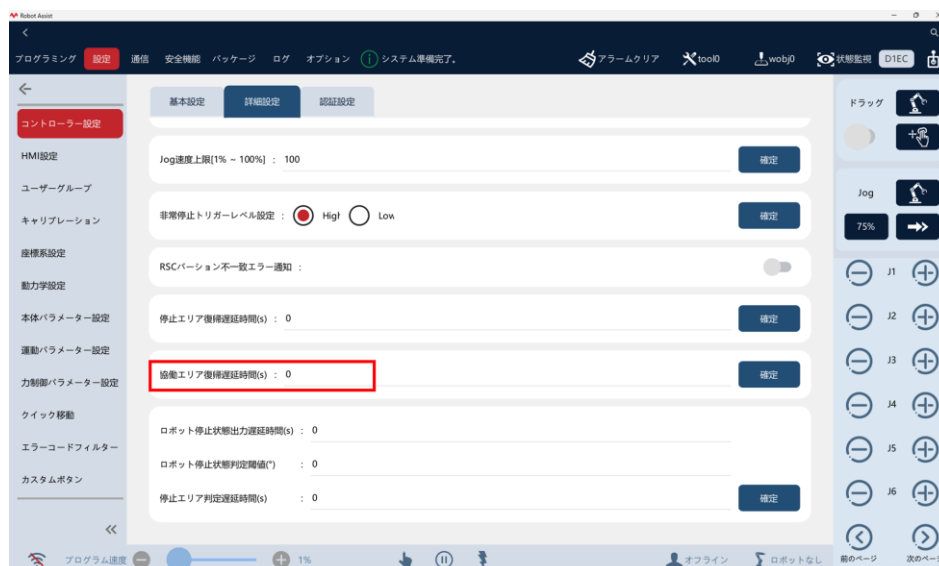 Robot Assist
プログラミング 設定 通信 安全機能 パッケージ ログ オプション システム準備完了。 アラームクリア tool0 wobj0 状態監視 D1EC
コントローラー設定
HMI設定
ユーザーグループ
キャリブレーション
座標系設定
動力学設定
本体パラメーター設定
運動パラメーター設定
力制御パラメーター設定
クイック移動
エラーコードフィルター
カスタムボタン
基本設定 詳細設定 認証設定
Jog速度上限[1% ~ 100%] : 100 確定
非常停止トリガーレベル設定 : High Low 確定
RSCバージョン不一致エラー通知 :
停止エリア復帰遅延時間(s) : 0 確定
協働エリア復帰遅延時間(s) : 0 確定
ロボット停止状態出力遅延時間(s) : 0
ロボット停止状態判定閾値(°) : 0
停止エリア判定遅延時間(s) : 0 確定
ドラッグ
Jog
75%
J1
J2
J3
J4
J5
J6
前のページ 次のページ
プログラム速度 1% オフライン ロボットなし